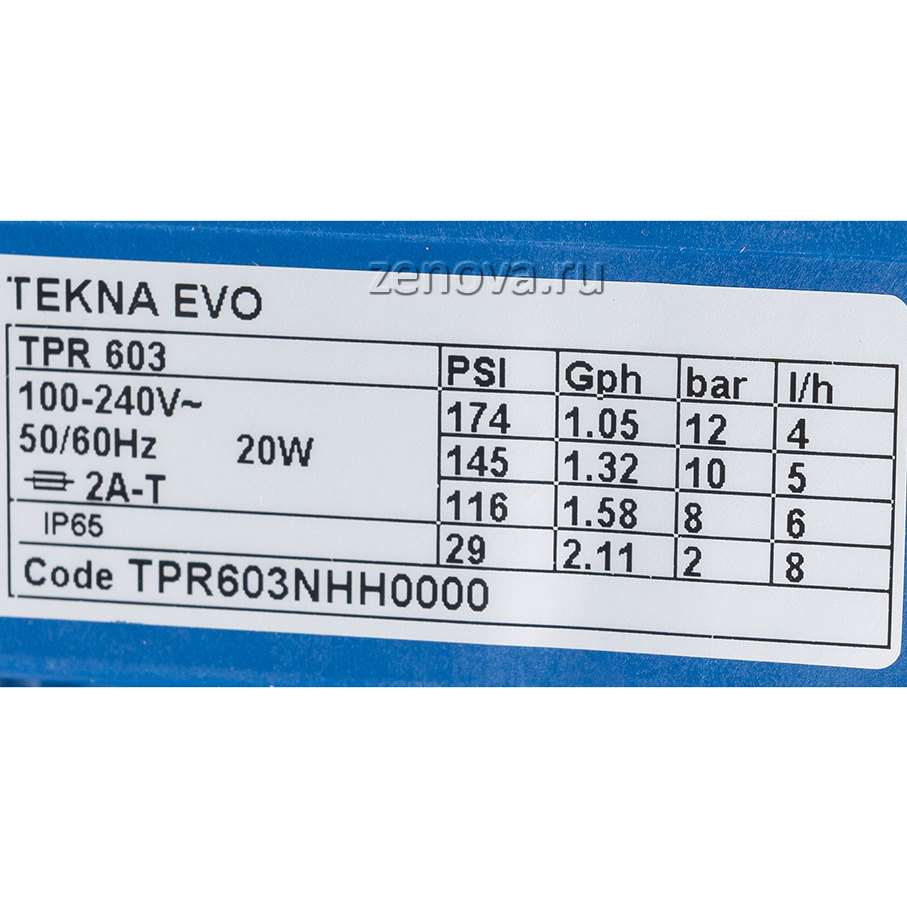 zenova.ru
TEKNA EVO
TPR 603
100-240V~
50/60Hz 20W
2A-T
IP65
PSI Gph bar l/h
174 1.05 12 4
145 1.32 10 5
116 1.58 8 6
29 2.11 2 8
Code TPR603NHH0000